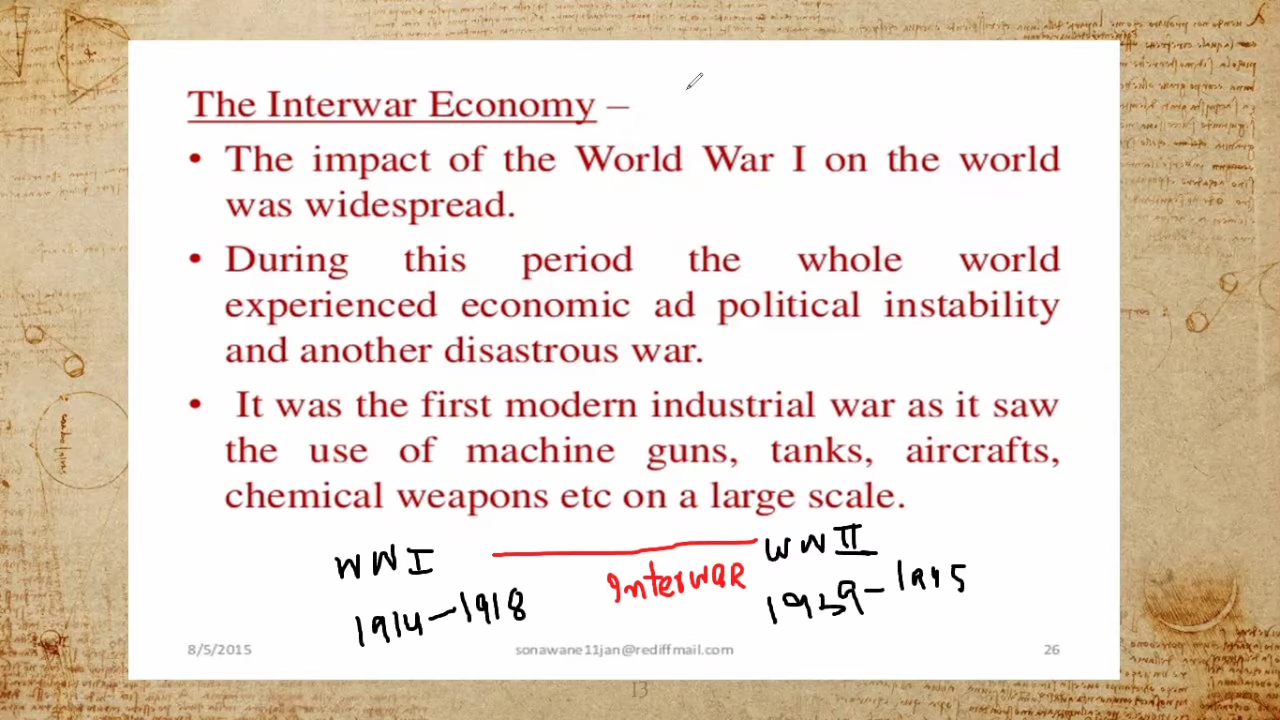 The Interwar Economy –
• The impact of the World War I on the world
was widespread.
• During this period the whole world
experienced economic ad political instability
and another disastrous war.
• It was the first modern industrial war as it saw
the use of machine guns, tanks, aircrafts,
chemical weapons etc on a large scale.
WWI
WWII
Interwar
1914-1918
1939-1945
8/5/2015
sonawane11jan@rediffmail.com
26
13